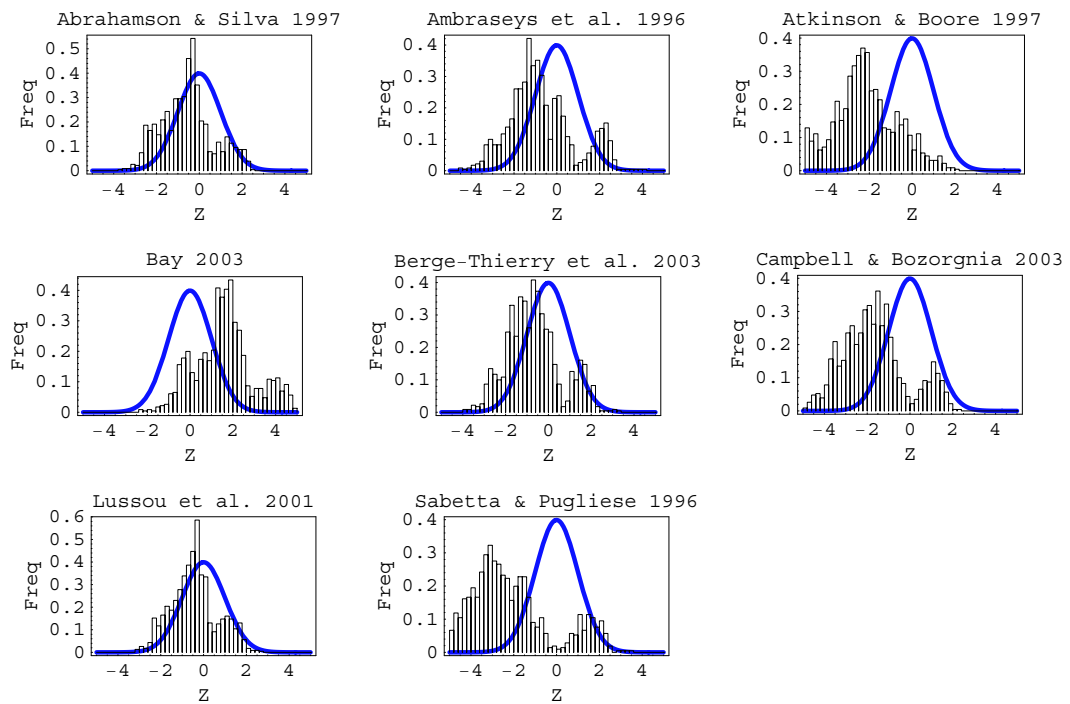 Abrahamson & Silva 1997
Ambraseys et al. 1996
Atkinson & Boore 1997
0.5
0.4
0.3
0.2
0.1
0
Freq
-4 -2 0 2 4
Z
0.4
0.3
0.2
0.1
0
Freq
-4 -2 0 2 4
Z
0.4
0.3
0.2
0.1
0
Freq
-4 -2 0 2 4
Z
Bay 2003
Berge-Thierry et al. 2003
Campbell & Bozorgnia 2003
0.4
0.3
0.2
0.1
0
Freq
-4 -2 0 2 4
Z
0.4
0.3
0.2
0.1
0
Freq
-4 -2 0 2 4
Z
0.4
0.3
0.2
0.1
0
Freq
-4 -2 0 2 4
Z
Lussou et al. 2001
Sabetta & Pugliese 1996
0.6
0.5
0.4
0.3
0.2
0.1
0
Freq
-4 -2 0 2 4
Z
0.4
0.3
0.2
0.1
0
Freq
-4 -2 0 2 4
Z